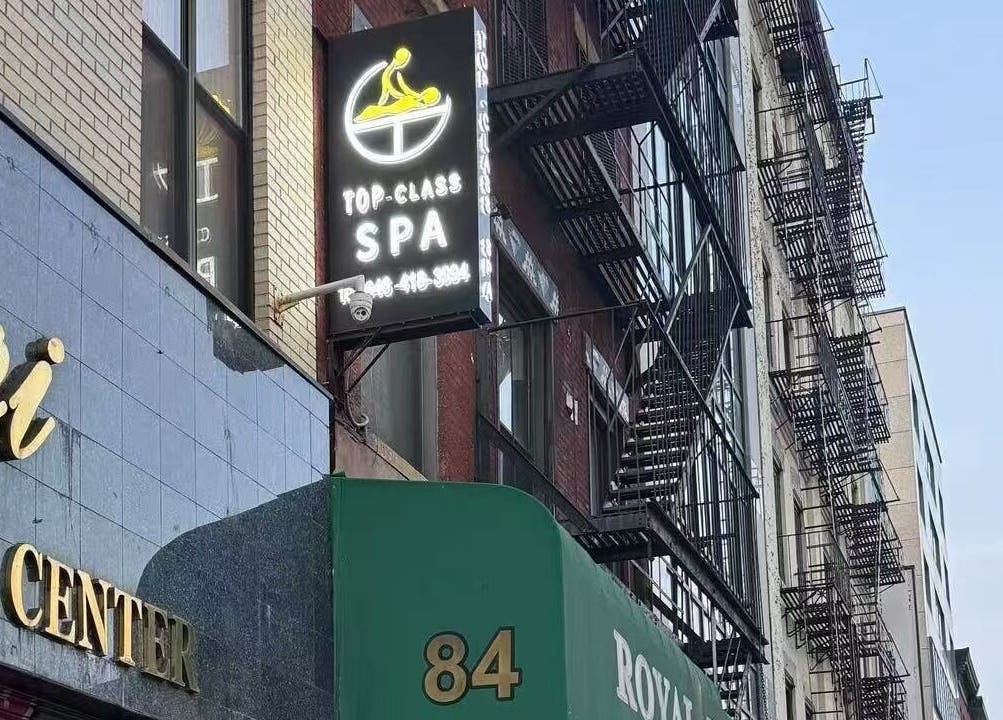 TOP-CLASS
SPA
i
CENTER
84
ROYAL